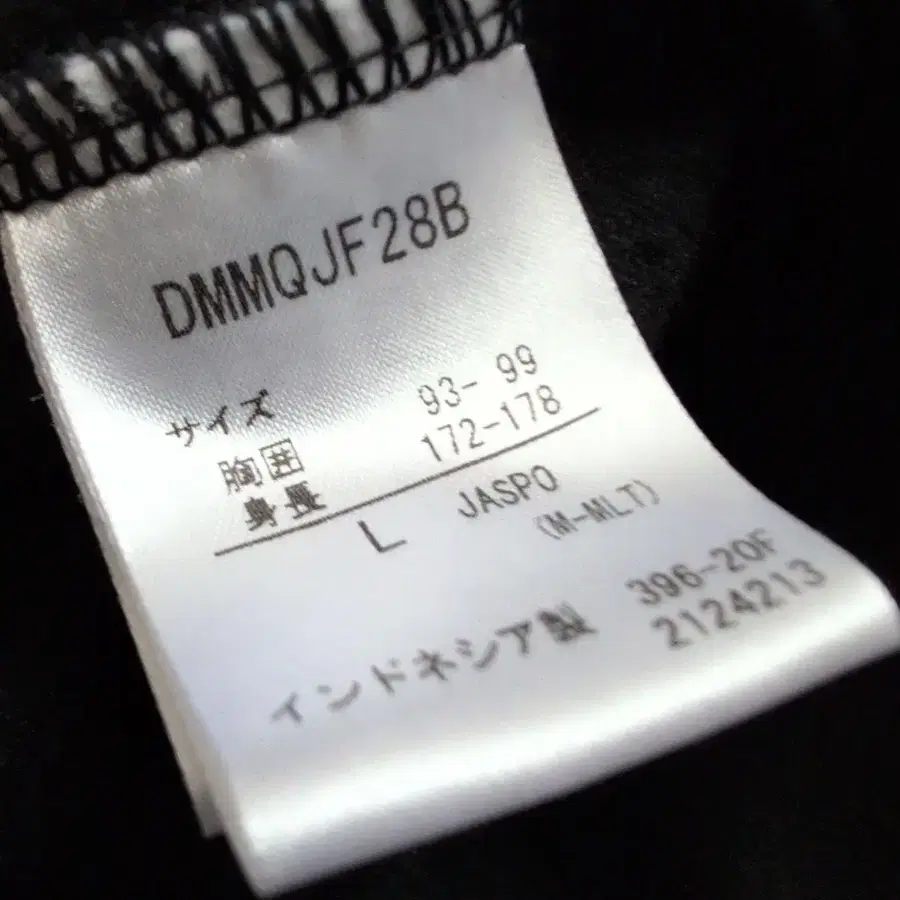 DMMQJF28B
サイズ
胸囲 93- 99
身長 172-178
L JASPO
(M-MLT)
インドネシア製 396-20F
2124213